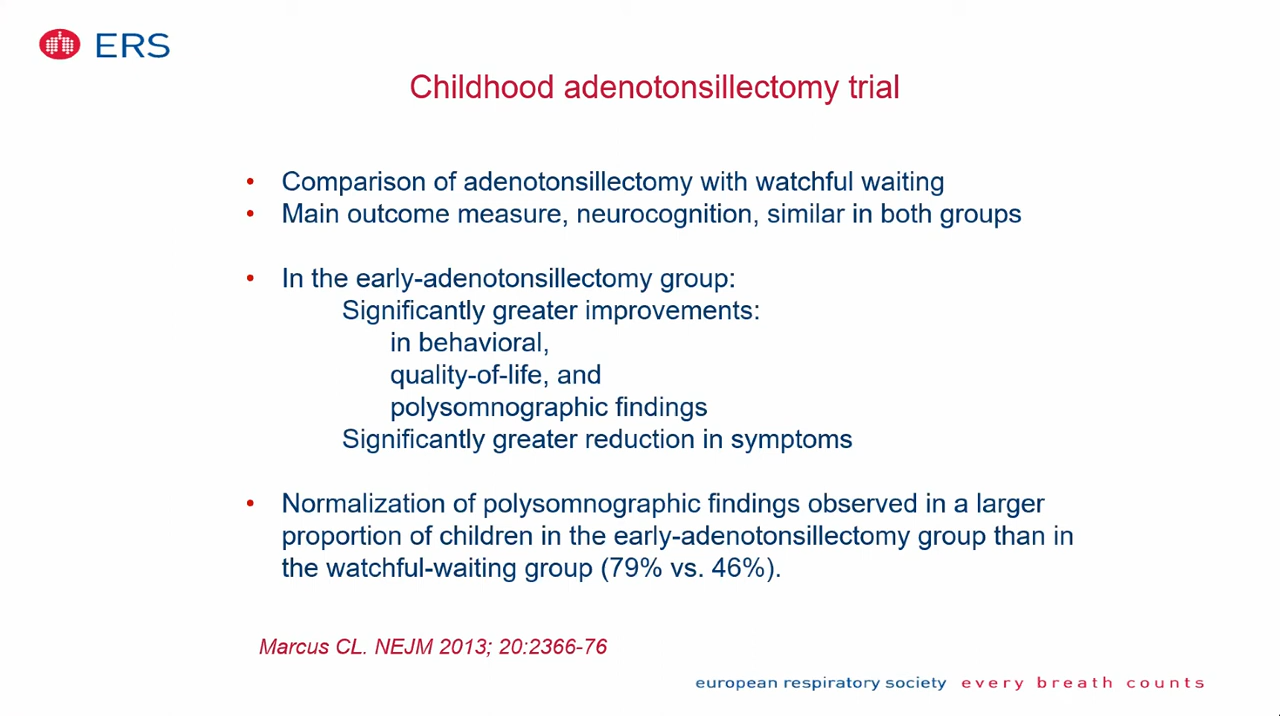 ERS
Childhood adenotonsillectomy trial
• Comparison of adenotonsillectomy with watchful waiting
• Main outcome measure, neurocognition, similar in both groups
• In the early-adenotonsillectomy group:
Significantly greater improvements:
in behavioral,
quality-of-life, and
polysomnographic findings
Significantly greater reduction in symptoms
• Normalization of polysomnographic findings observed in a larger
proportion of children in the early-adenotonsillectomy group than in
the watchful-waiting group (79% vs. 46%).
Marcus CL. NEJM 2013; 20:2366-76
european respiratory society every breath counts